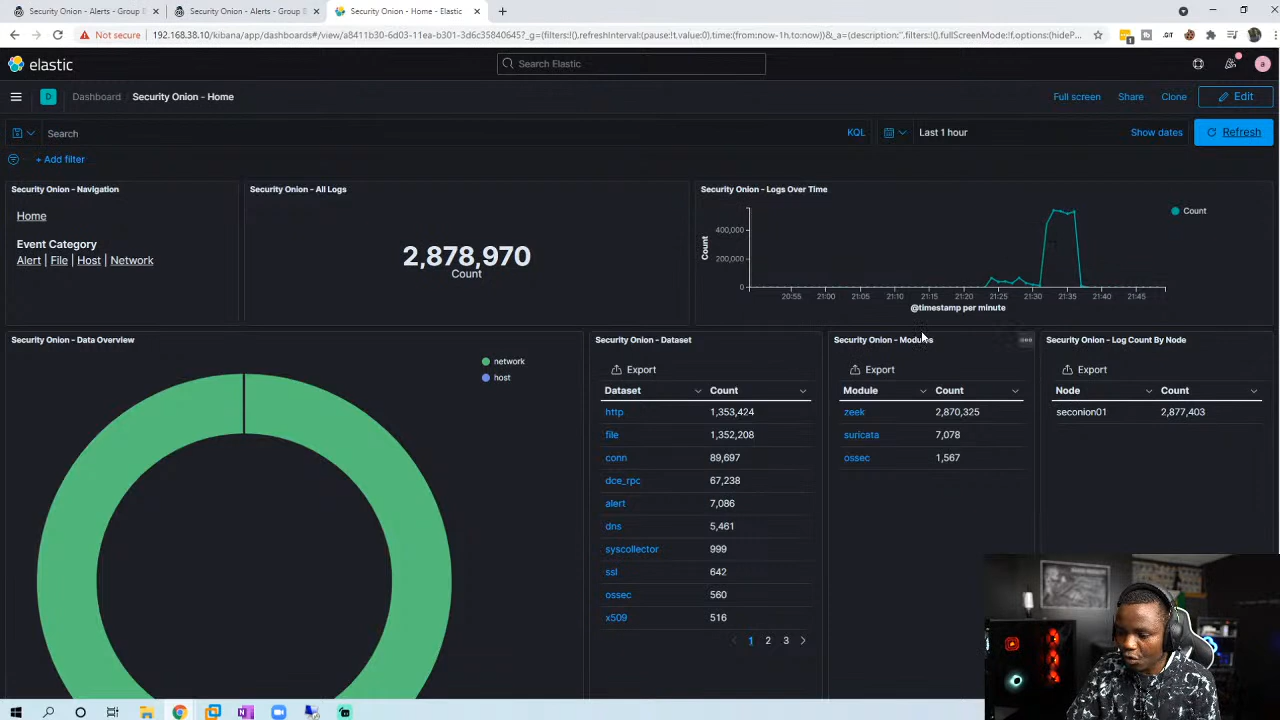 Security Onion - Alerts - Group B
Security Onion - Alerts - Group B
Security Onion - Home - Elastic
Not secure
192.168.38.10/kibana/app/dashboards#/view/a8411b30-6d03-11ea-b301-3d6c35840645?_g=(filters:!(),refreshInterval:(pause:!t,value:0),time:(from:now-1h,to:now))&_a=(description:'',filters:!(),fullScreenMode:!f,options:(hideP...
elastic
Search Elastic
a
D
Dashboard
Security Onion - Home
Full screen
Share
Clone
Edit
Search
KQL
Last 1 hour
Show dates
Refresh
+ Add filter
Security Onion - Navigation
Home
Event Category
Alert | File | Host | Network
Security Onion - All Logs
2,878,970
Count
Security Onion - Logs Over Time
Count
400,000
200,000
0
20:55 21:00 21:05 21:10 21:15 21:20 21:25 21:30 21:35 21:40 21:45
@timestamp per minute
Count
Security Onion - Data Overview
network
host
Security Onion - Dataset
Export
Dataset Count
http 1,353,424
file 1,352,208
conn 89,697
dce_rpc 67,238
alert 7,086
dns 5,461
syscollector 999
ssl 642
ossec 560
x509 516
1 2 3
Security Onion - Modules
Export
Module Count
zeek 2,870,325
suricata 7,078
ossec 1,567
Security Onion - Log Count By Node
Export
Node Count
seconion01 2,877,403